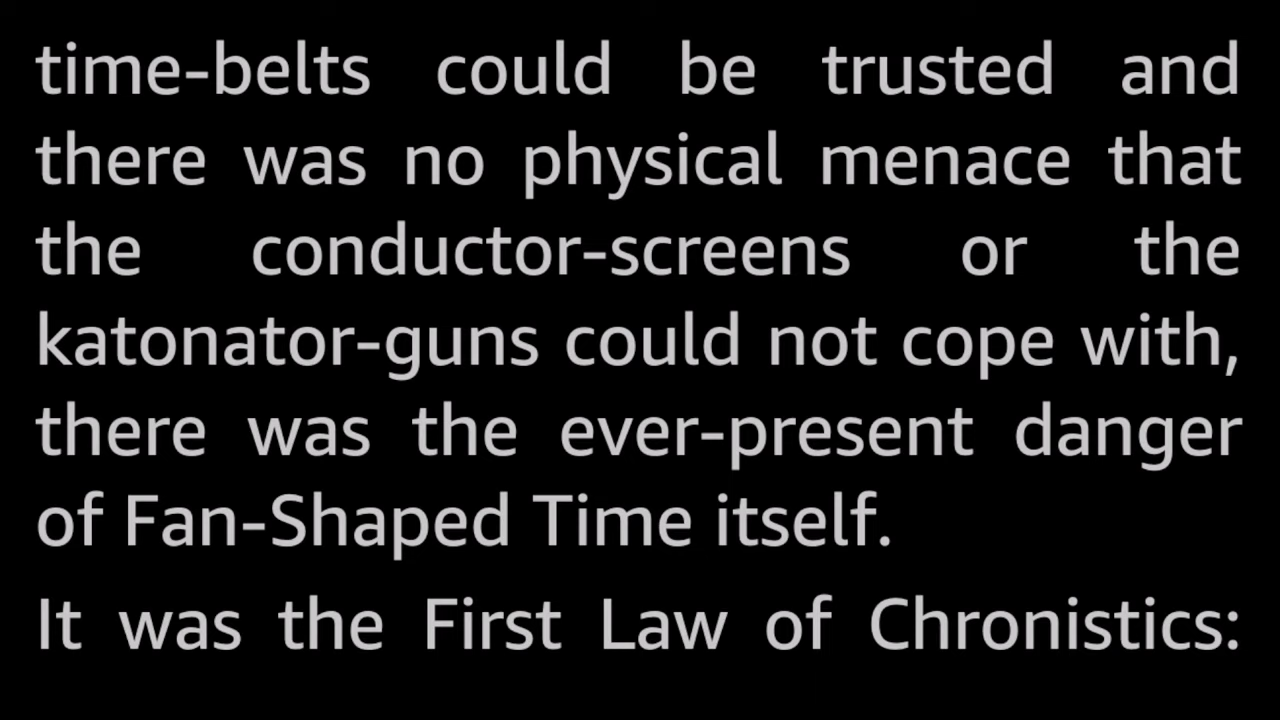 time-belts could be trusted and
there was no physical menace that
the conductor-screens or the
katonator-guns could not cope with,
there was the ever-present danger
of Fan-Shaped Time itself.
It was the First Law of Chronistics: